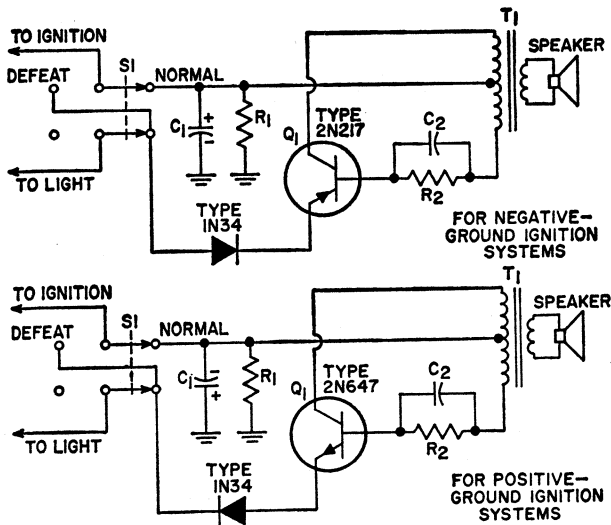 TO IGNITION
T1
SPEAKER
DEFEAT
S1
NORMAL
C1
+
-
R1
TYPE
2N217
Q1
C2
R2
TO LIGHT
TYPE
IN34
FOR NEGATIVE-
GROUND IGNITION
SYSTEMS
TO IGNITION
T1
SPEAKER
DEFEAT
S1
NORMAL
C1
-
+
R1
TYPE
2N647
Q1
C2
R2
TO LIGHT
TYPE
IN34
FOR POSITIVE-
GROUND IGNITION
SYSTEMS